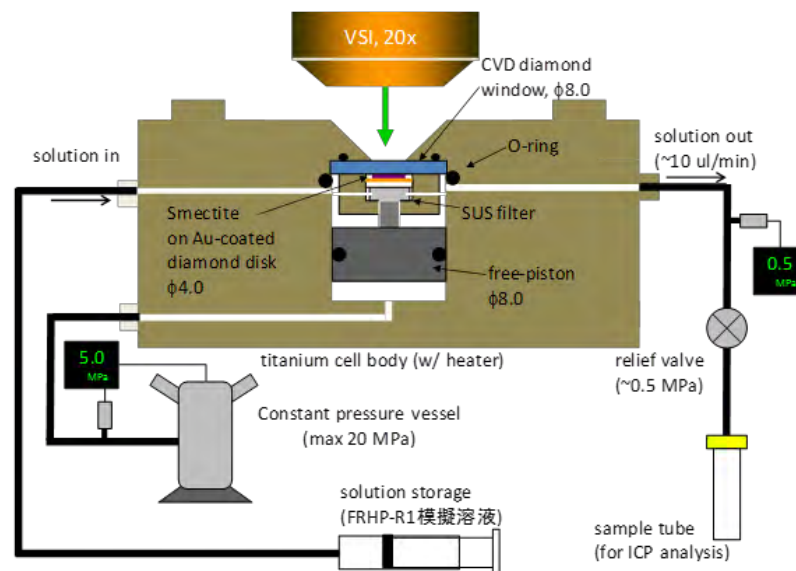 VSI, 20x
CVD diamond
window, ϕ8.0
O-ring
solution in
solution out
(~10 ul/min)
Smectite
on Au-coated
diamond disk
ϕ4.0
SUS filter
free-piston
ϕ8.0
0.5
MPa
5.0
MPa
titanium cell body (w/ heater)
relief valve
(~0.5 MPa)
Constant pressure vessel
(max 20 MPa)
solution storage
(FRHP-R1模擬溶液)
sample tube
(for ICP analysis)